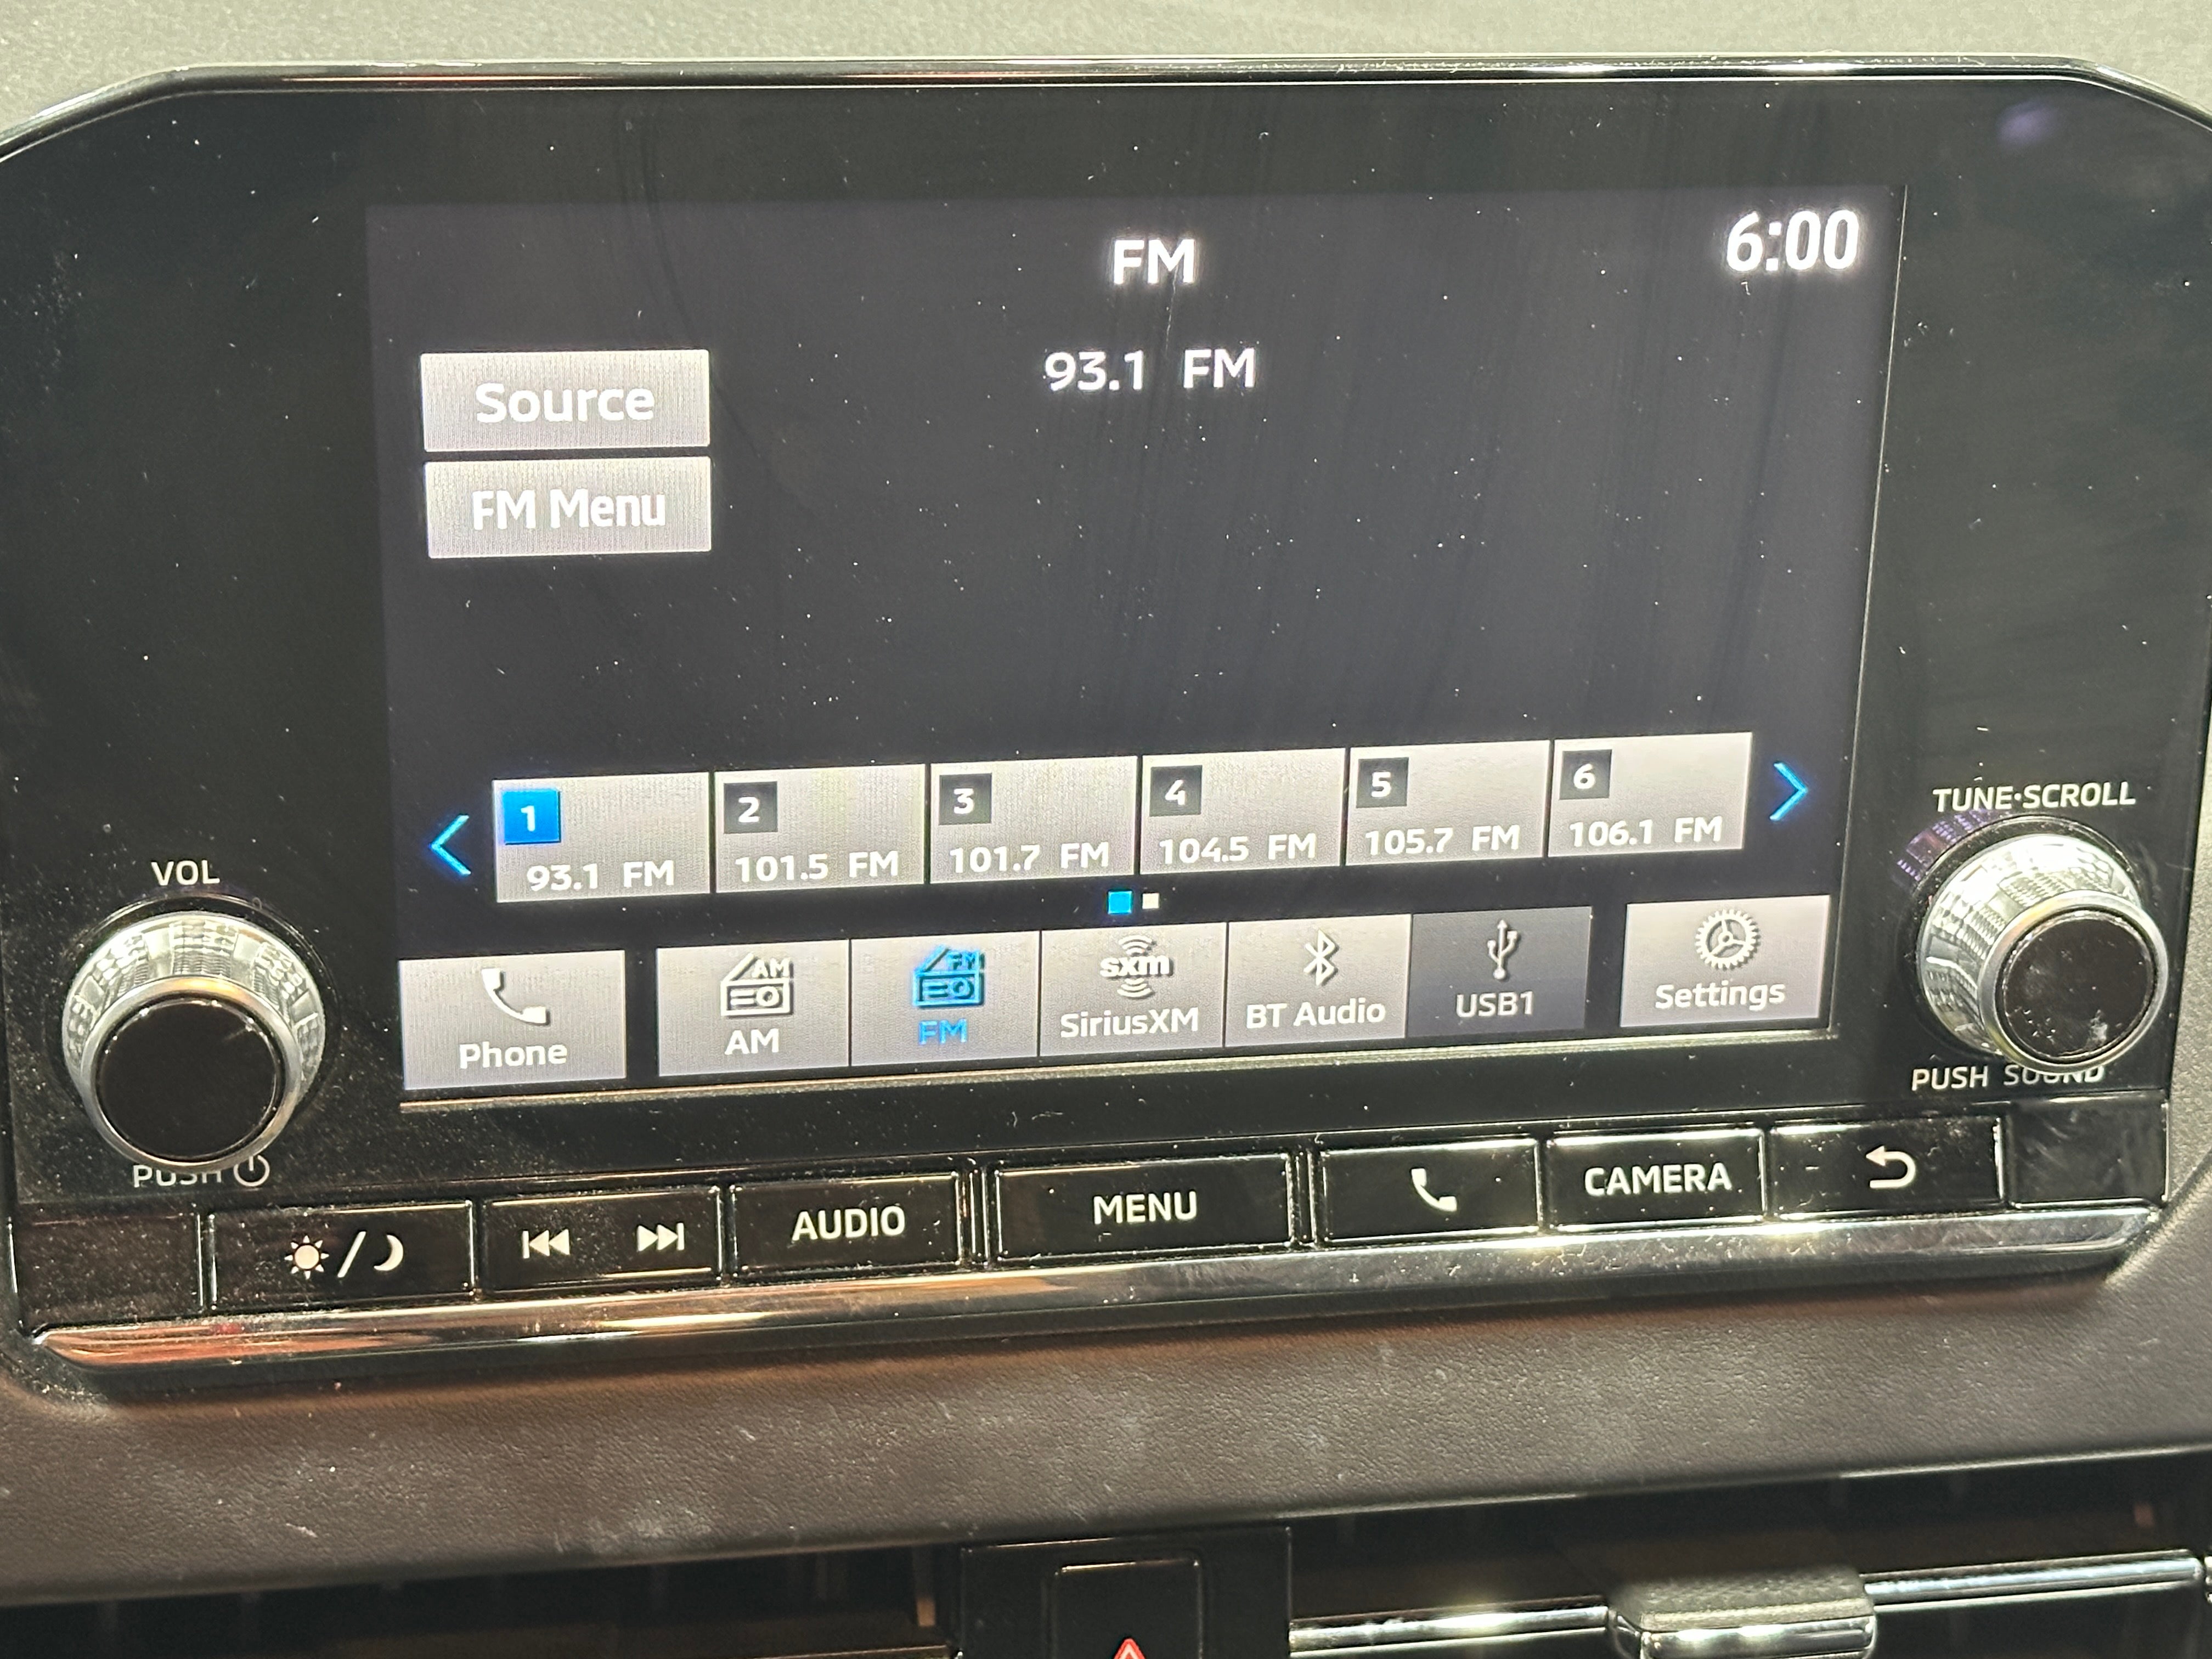 FM
6:00
93.1 FM
Source
FM Menu
1 2 3 4 5 6
93.1 FM 101.5 FM 101.7 FM 104.5 FM 105.7 FM 106.1 FM
TUNE•SCROLL
VOL
AM FM sxm
Phone AM FM SiriusXM BT Audio USB1 Settings
PUSH SOUND
PUSH
AUDIO MENU CAMERA